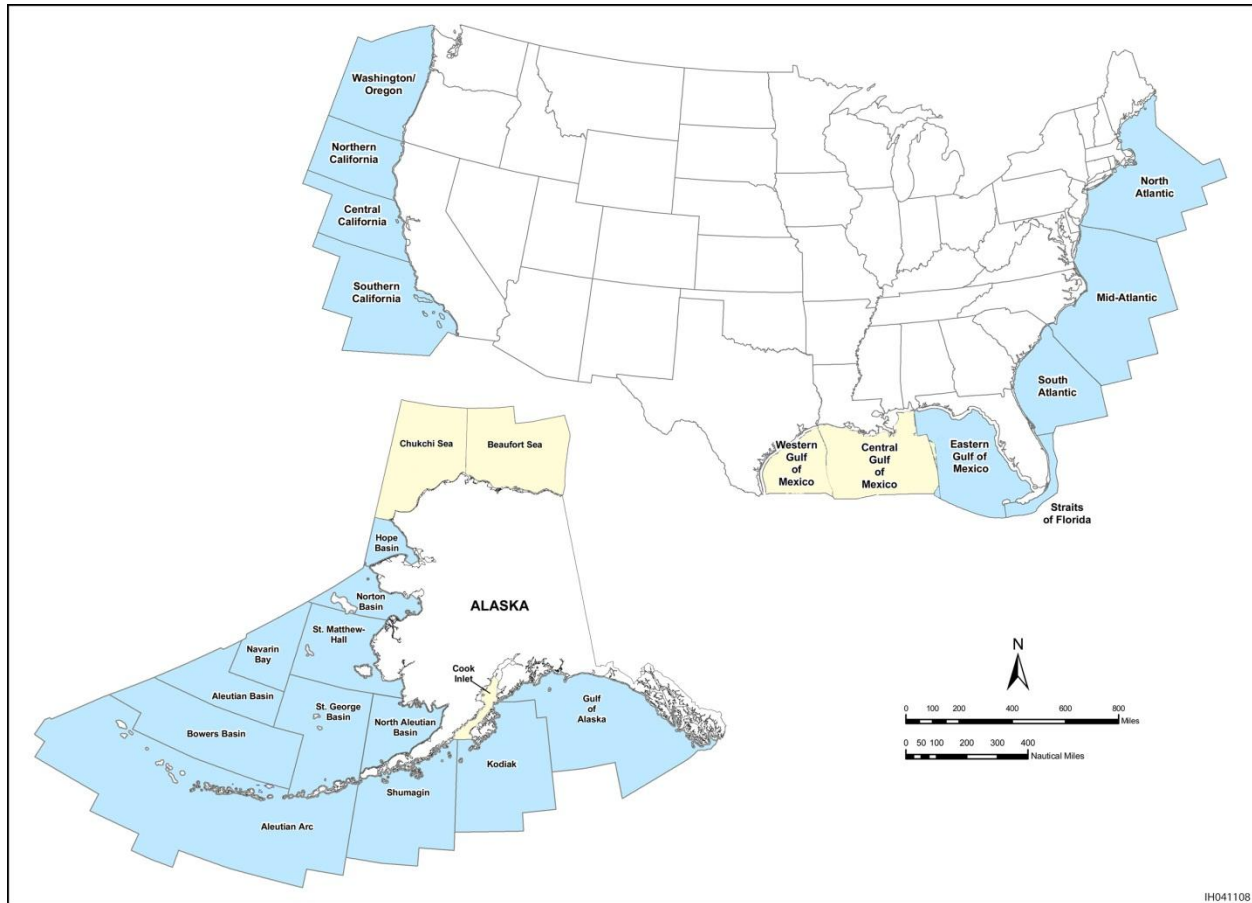 Washington/
Oregon
Northern
California
Central
California
Southern
California
North
Atlantic
Mid-Atlantic
South
Atlantic
Western
Gulf
of
Mexico
Central
Gulf
of
Mexico
Eastern
Gulf of
Mexico
Straits
of Florida
Chukchi Sea
Beaufort Sea
Hope
Basin
Norton
Basin
ALASKA
St. Matthew-
Hall
Navarin
Bay
Aleutian Basin
Bowers Basin
St. George
Basin
North Aleutian
Basin
Cook
Inlet
Gulf
of
Alaska
Kodiak
Shumagin
Aleutian Arc
N
0 100 200 400 600 800
Miles
0 50 100 200 300 400
Nautical Miles
IH041108